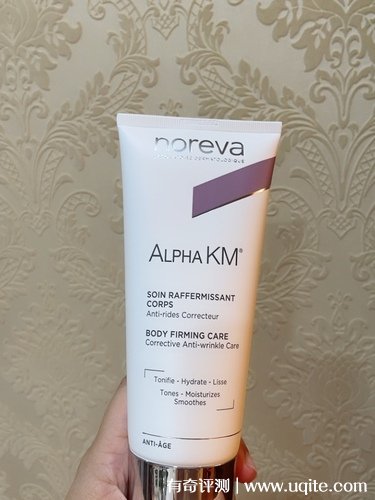 noreva
ALPHA KM®
SOIN RAFFERMISSANT
CORPS
Anti-rides Correcteur
BODY FIRMING CARE
Corrective Anti-wrinkle Care
Tonifie - Hydrate - Lisse
Tones - Moisturizes
Smoothes
ANTI-ÂGE
有奇评测 | www.uqite.com